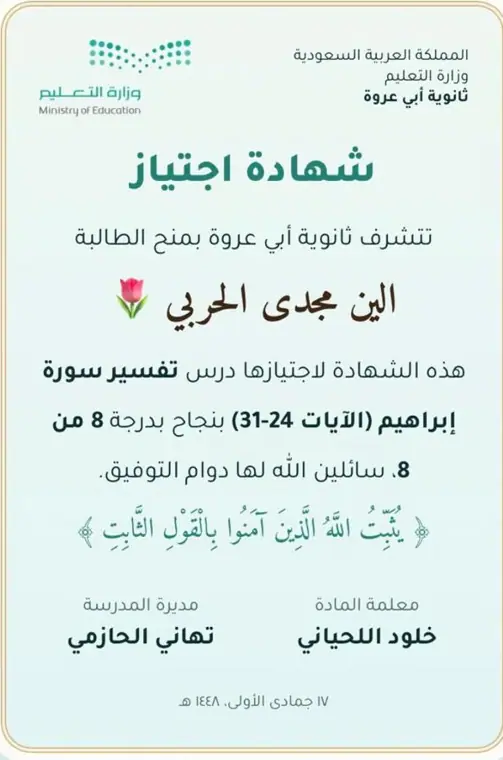 المملكة العربية السعودية
وزارة التعليم
ثانوية أبي عروة
وزارة التعـــليم
Ministry of Education
شهادة اجتياز
تتشرف ثانوية أبي عروة بمنح الطالبة
الين مجدى الحربي 🌷
هذه الشهادة لاجتيازها درس تفسير سورة
إبراهيم (الآيات 24-31) بنجاح بدرجة 8 من
8، سائلين الله لها دوام التوفيق.
﴿ يُثَبِّتُ اللَّهُ الَّذِينَ آمَنُوا بِالْقَوْلِ الثَّابِتِ ﴾
معلمة المادة
خلود اللحياني
مديرة المدرسة
تهاني الحازمي
١٧ جمادى الأولى، ١٤٤٨ هـ